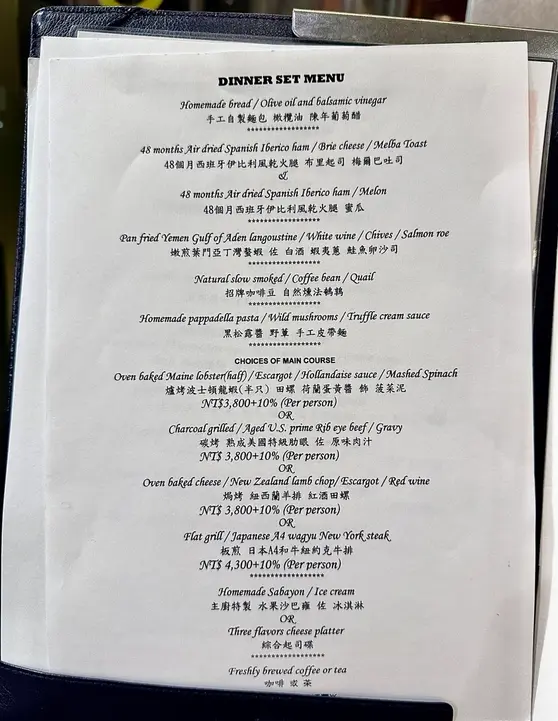 DINNER SET MENU
Homemade bread / Olive oil and balsamic vinegar
手工自製麵包 橄欖油 陳年葡萄醋
******************
48 months Air dried Spanish Iberico ham / Brie cheese / Melba Toast
48個月西班牙伊比利風乾火腿 布里起司 梅爾巴吐司
&
48 months Air dried Spanish Iberico ham / Melon
48個月西班牙伊比利風乾火腿 蜜瓜
******************
Pan fried Yemen Gulf of Aden langoustine / White wine / Chives / Salmon roe
嫩煎葉門亞丁灣螯蝦 佐 白酒 蝦夷蔥 鮭魚卵沙司
******************
Natural slow smoked / Coffee bean / Quail
招牌咖啡豆 自然燻法鵪鶉
******************
Homemade pappadella pasta / Wild mushrooms / Truffle cream sauce
黑松露醬 野蕈 手工皮帶麵
******************
CHOICES OF MAIN COURSE
Oven baked Maine lobster(half) / Escargot / Hollandaise sauce / Mashed Spinach
爐烤波士頓龍蝦(半只) 田螺 荷蘭蛋黃醬 飾 菠菜泥
NT$3,800+10% (Per person)
OR
Charcoal grilled / Aged U.S. prime Rib eye beef / Gravy
碳烤 熟成美國特級肋眼 佐 原味肉汁
NT$ 3,800+10% (Per person)
OR
Oven baked cheese / New Zealand lamb chop/ Escargot / Red wine
焗烤 紐西蘭羊排 紅酒田螺
NT$ 3,800+10% (Per person)
OR
Flat grill / Japanese A4 wagyu New York steak
板煎 日本A4和牛紐約克牛排
NT$ 4,300+10% (Per person)
******************
Homemade Sabayon / Ice cream
主廚特製 水果沙巴雍 佐 冰淇淋
OR
Three flavors cheese platter
綜合起司碟
******************
Freshly brewed coffee or tea
咖啡 或 茶